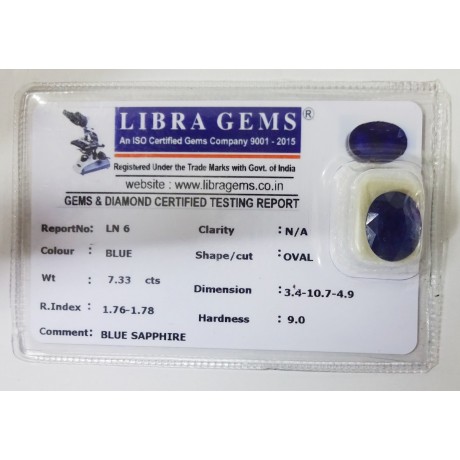 LIBRA GEMS ®
An ISO Certified Gems Company 9001 - 2015
Registered Under the Trade Marks with Govt. of India
website : www.libragems.co.in
GEMS & DIAMOND CERTIFIED TESTING REPORT
ReportNo: LN 6 Clarity : N/A
Colour : BLUE Shape/cut : OVAL
Wt : 7.33 cts
Dimension : 3.4-10.7-4.9
R.Index : 1.76-1.78
Hardness : 9.0
Comment: BLUE SAPPHIRE